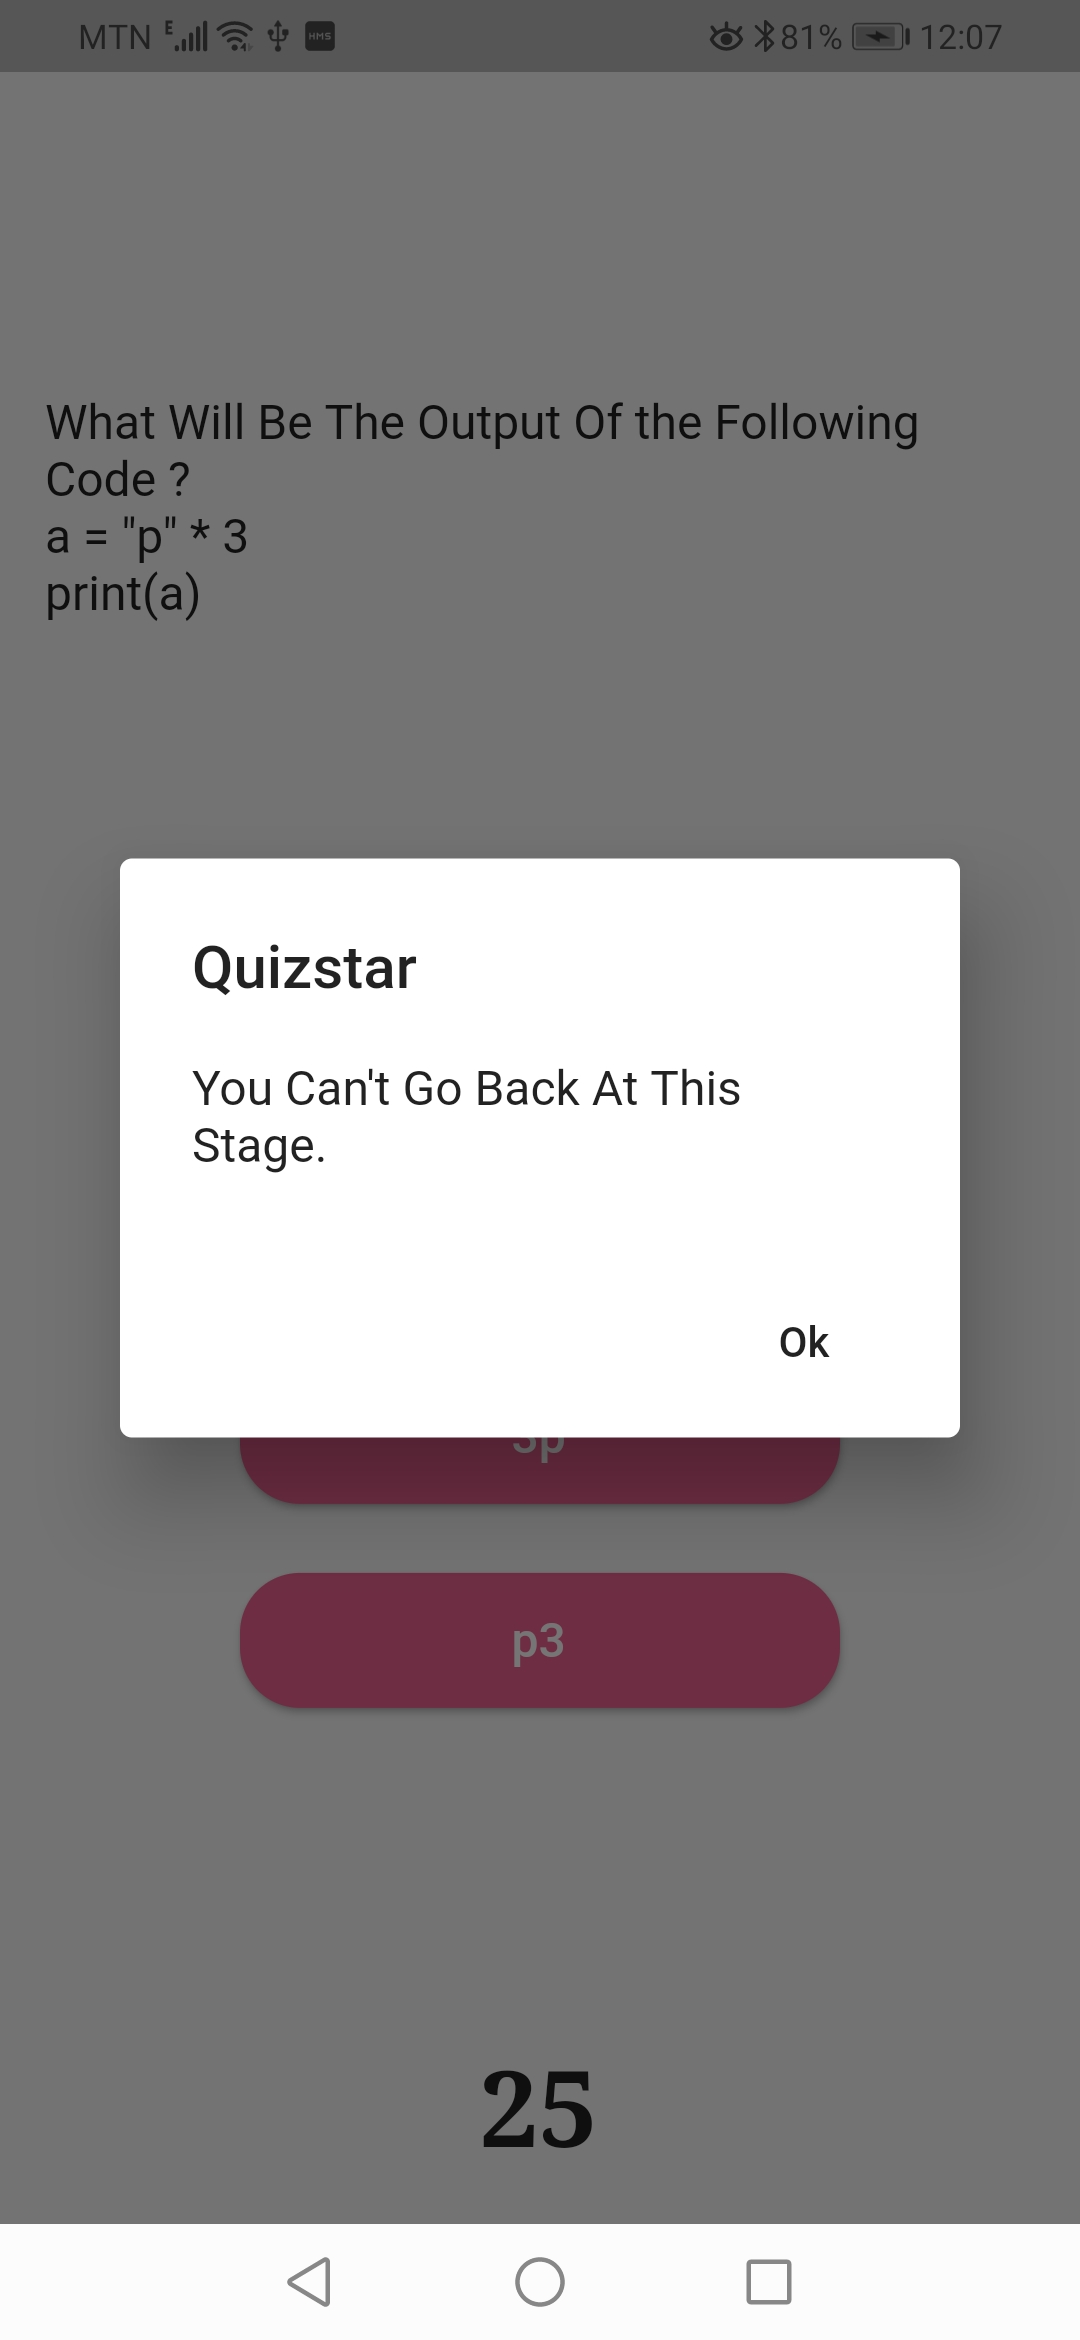 MTN E HMS 81% 12:07
What Will Be The Output Of the Following
Code ?
a = "p" * 3
print(a)
Quizstar
You Can't Go Back At This
Stage.
Ok
3p
p3
25